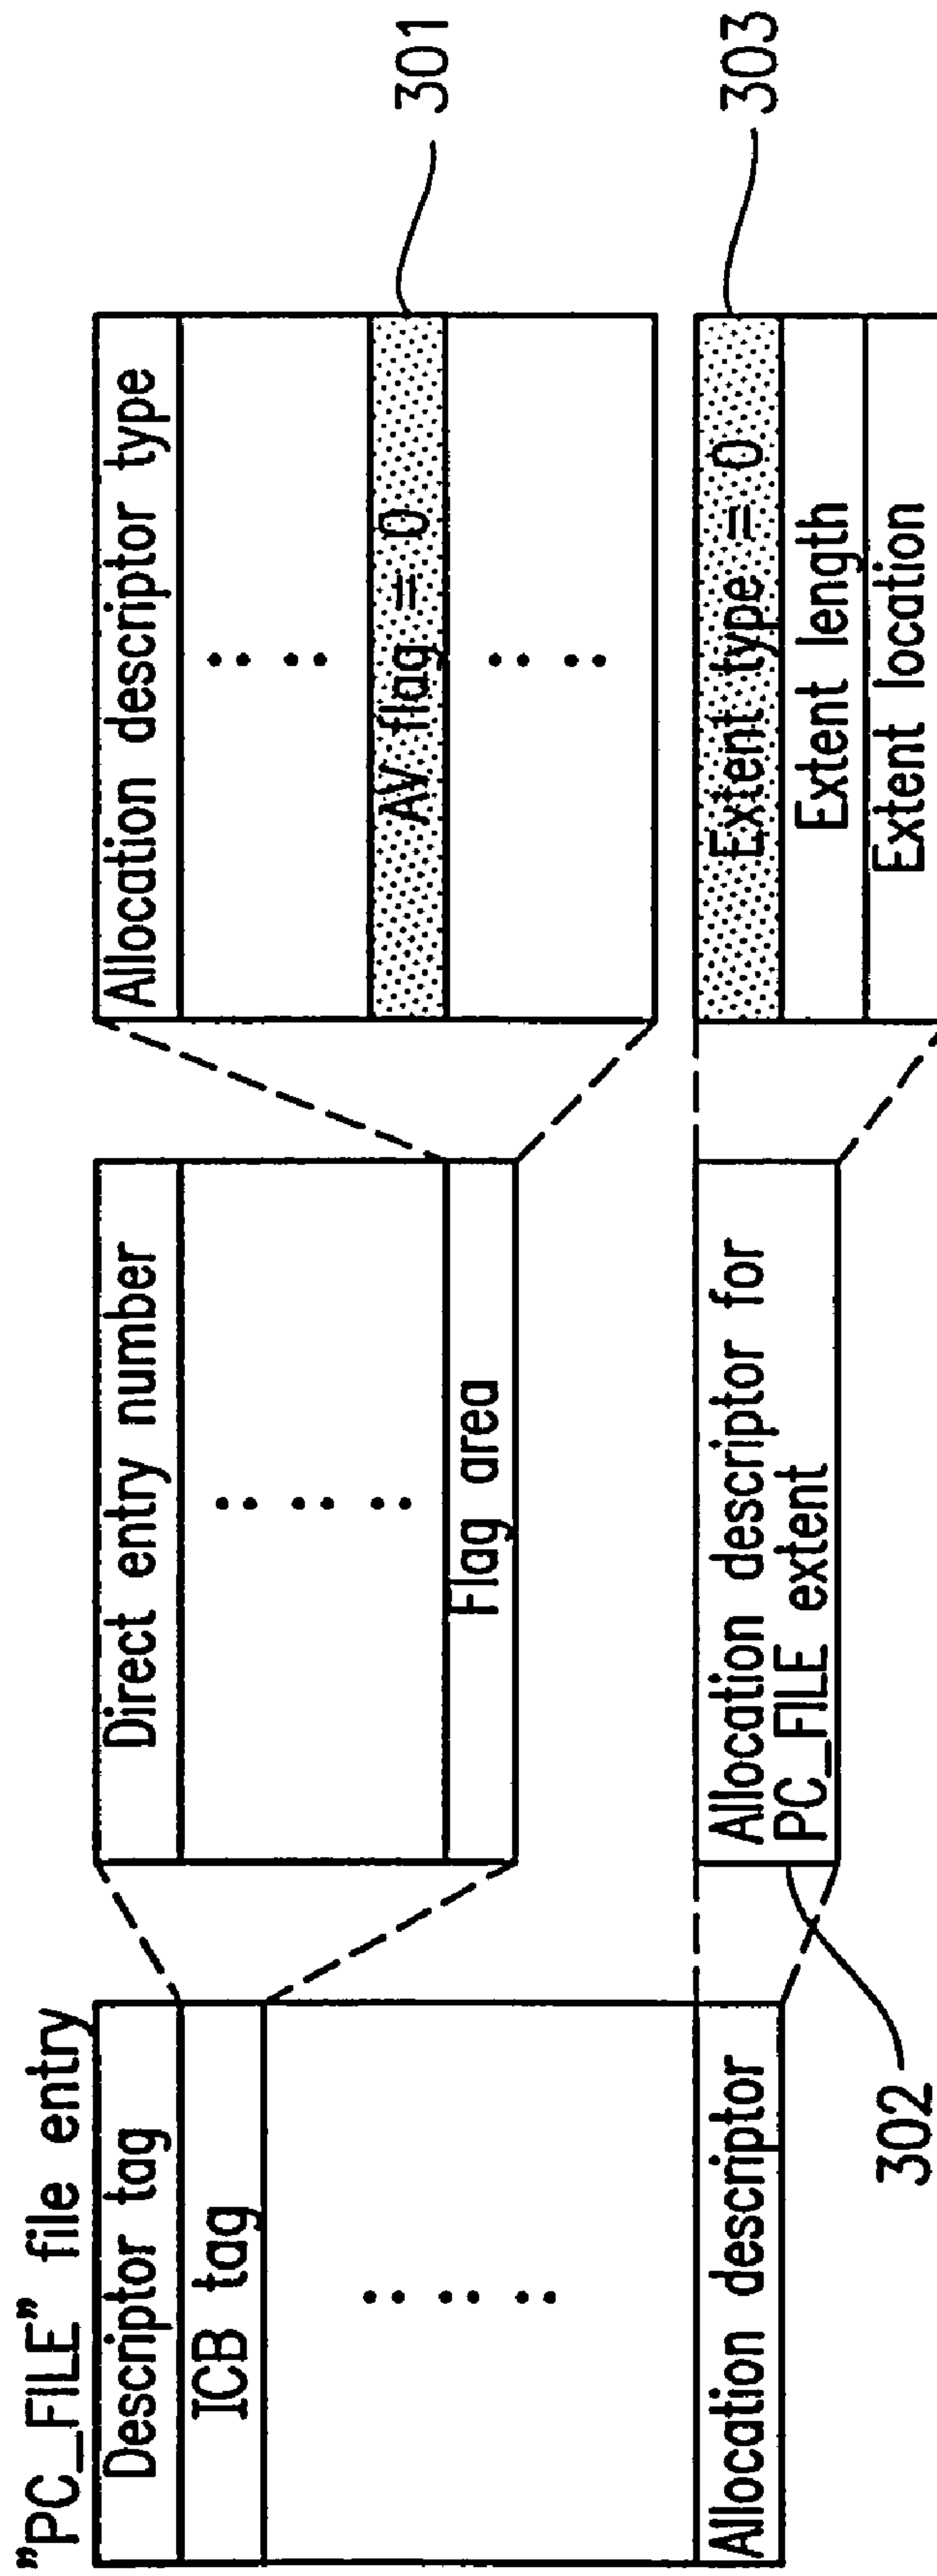 "PC_FILE" file entry
Descriptor tag
ICB tag
Allocation descriptor
Direct entry number
Flag area
Allocation descriptor for
PC_FILE extent
302
Allocation descriptor type
AV flag = 0
301
Extent type = 0
303
Extent length
Extent location